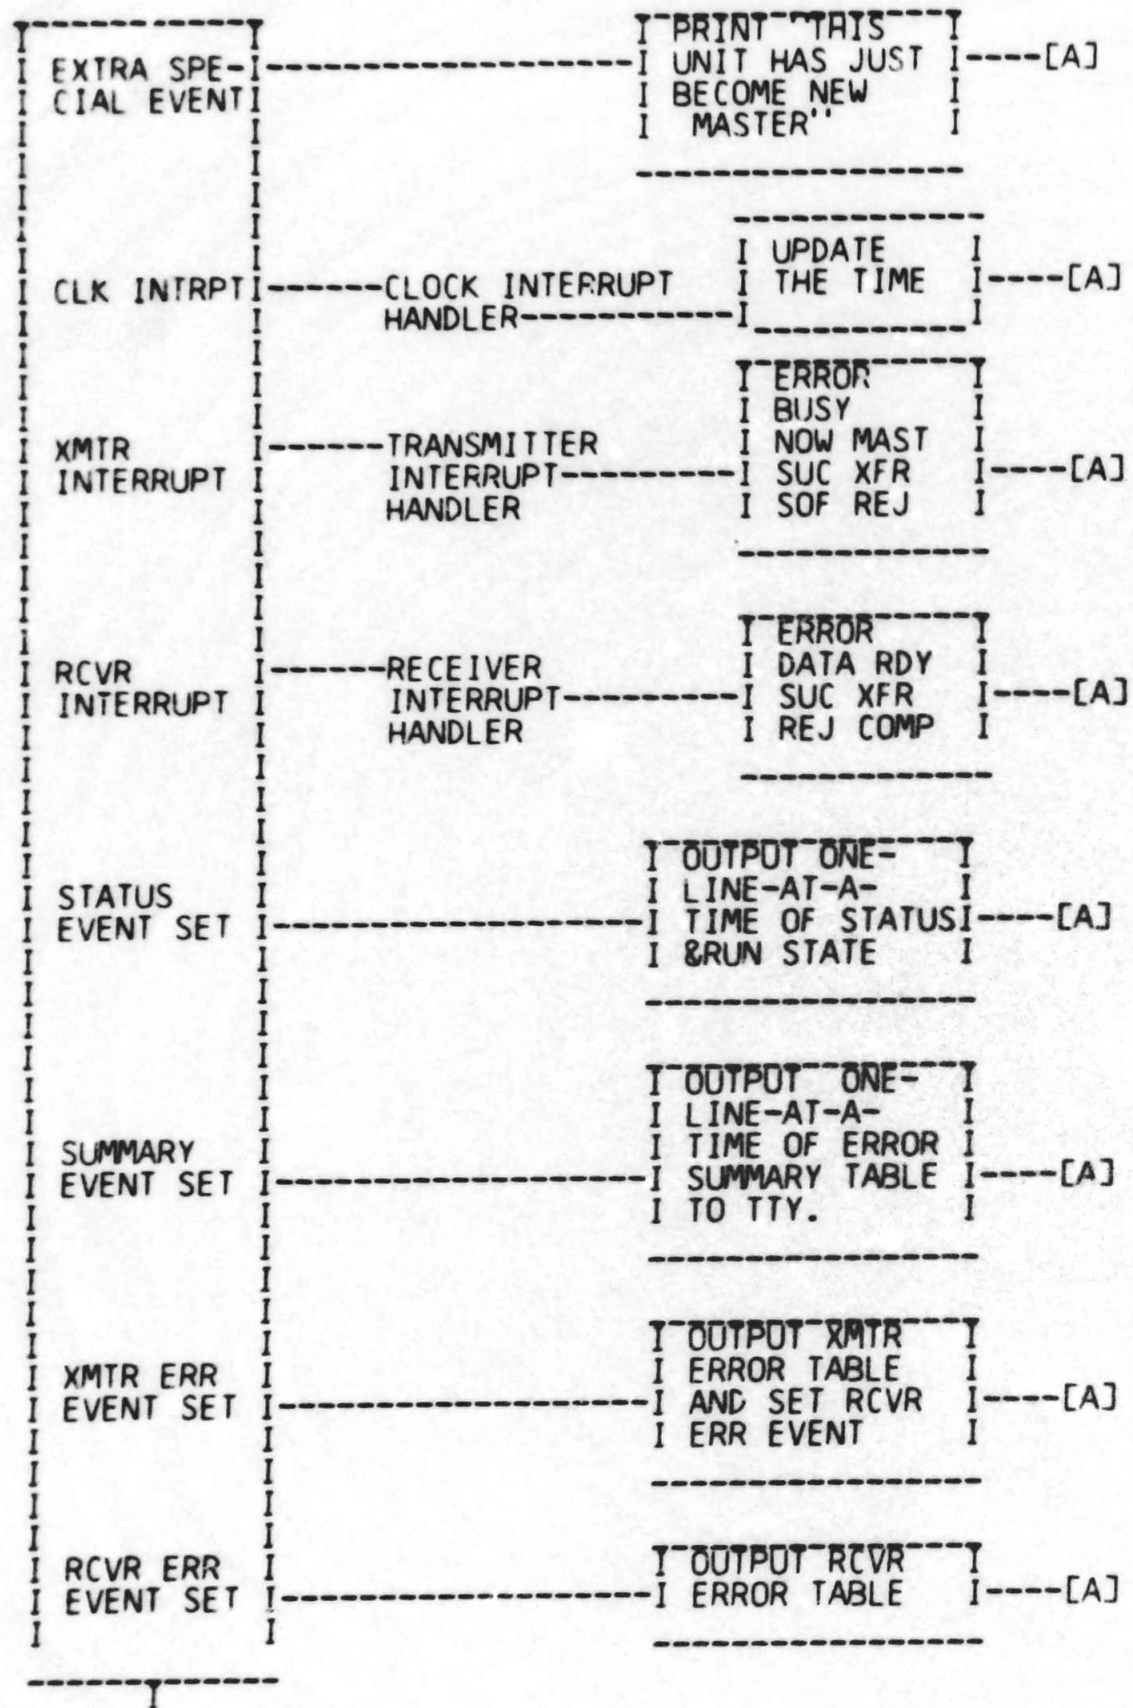 PRINT "THIS
EXTRA SPE- UNIT HAS JUST [A]
CIAL EVENT BECOME NEW
MASTER"
UPDATE
CLK INTRPT CLOCK INTERRUPT THE TIME [A]
HANDLER
ERROR
BUSY
XMTR TRANSMITTER NOW MAST
INTERRUPT INTERRUPT SUC XFR [A]
HANDLER SOF REJ
ERROR
RCVR RECEIVER DATA RDY
INTERRUPT INTERRUPT SUC XFR [A]
HANDLER REJ COMP
OUTPUT ONE-
STATUS LINE-AT-A-
EVENT SET TIME OF STATUS [A]
&RUN STATE
OUTPUT ONE-
LINE-AT-A-
SUMMARY TIME OF ERROR
EVENT SET SUMMARY TABLE [A]
TO TTY.
OUTPUT XMTR
XMTR ERR ERROR TABLE
EVENT SET AND SET RCVR [A]
ERR EVENT
RCVR ERR OUTPUT RCVR
EVENT SET ERROR TABLE [A]